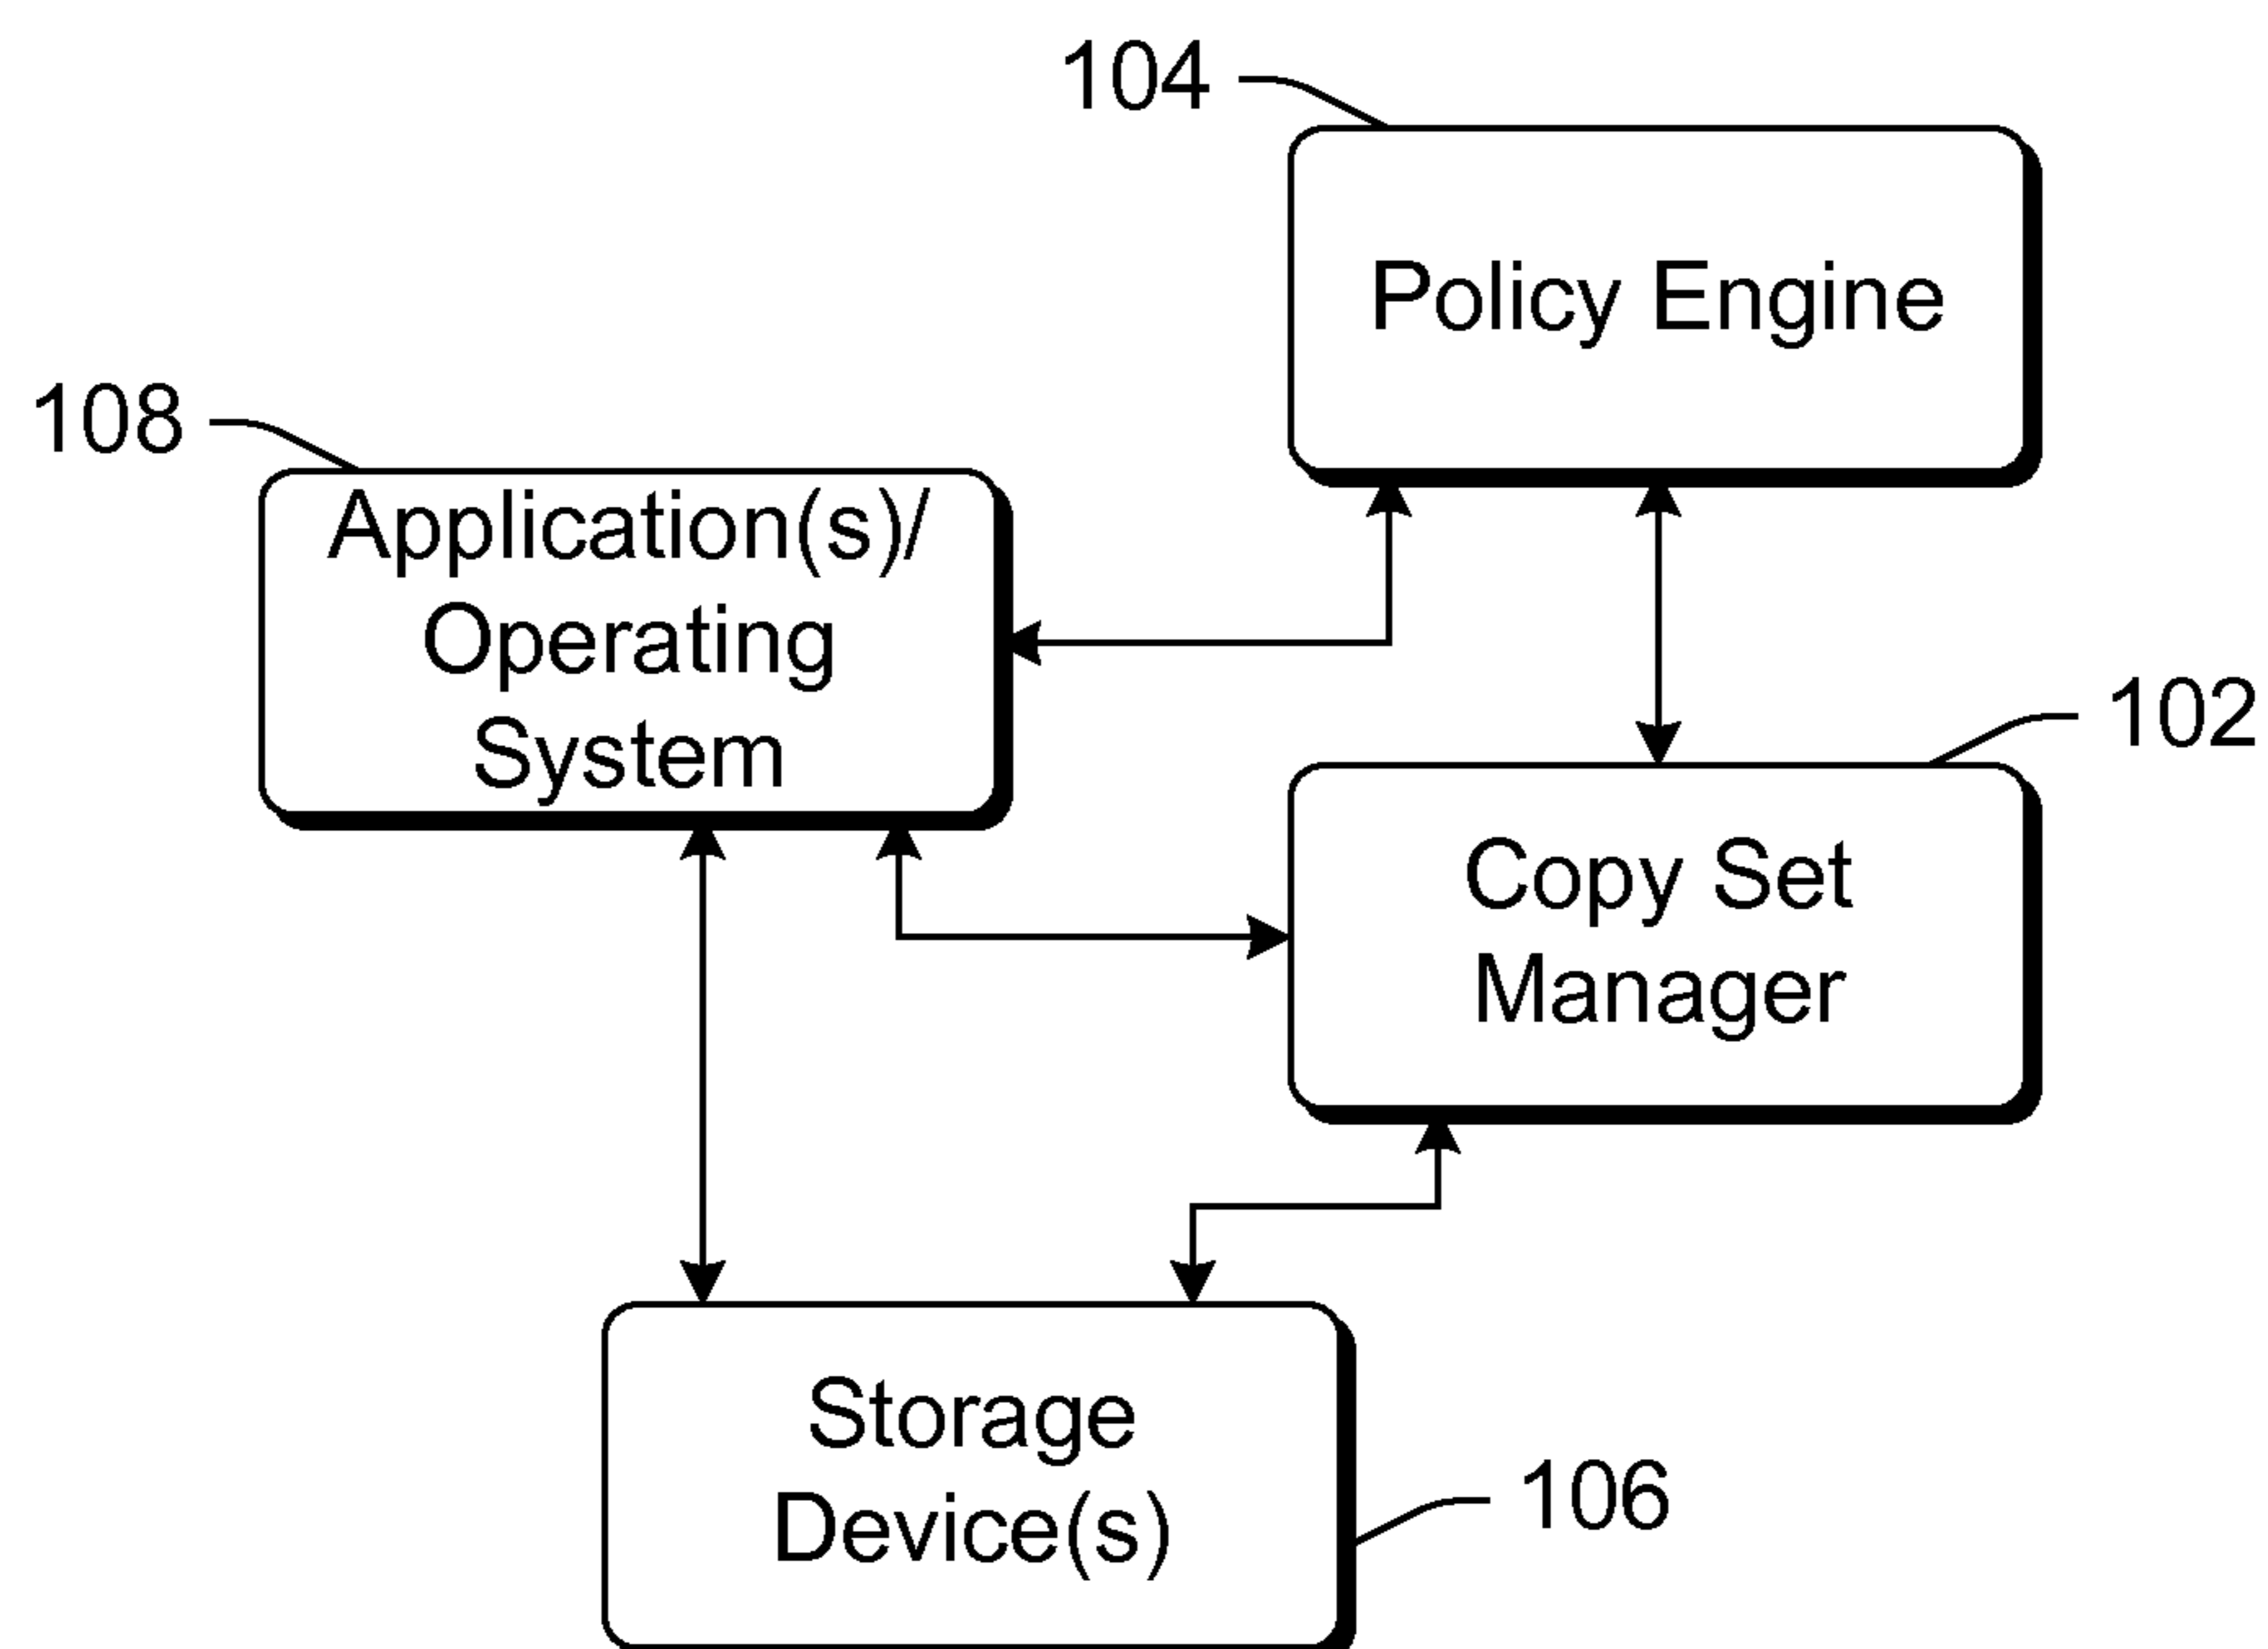 104
Policy Engine
108
Application(s)/
Operating
System
102
Copy Set
Manager
Storage
Device(s)
106